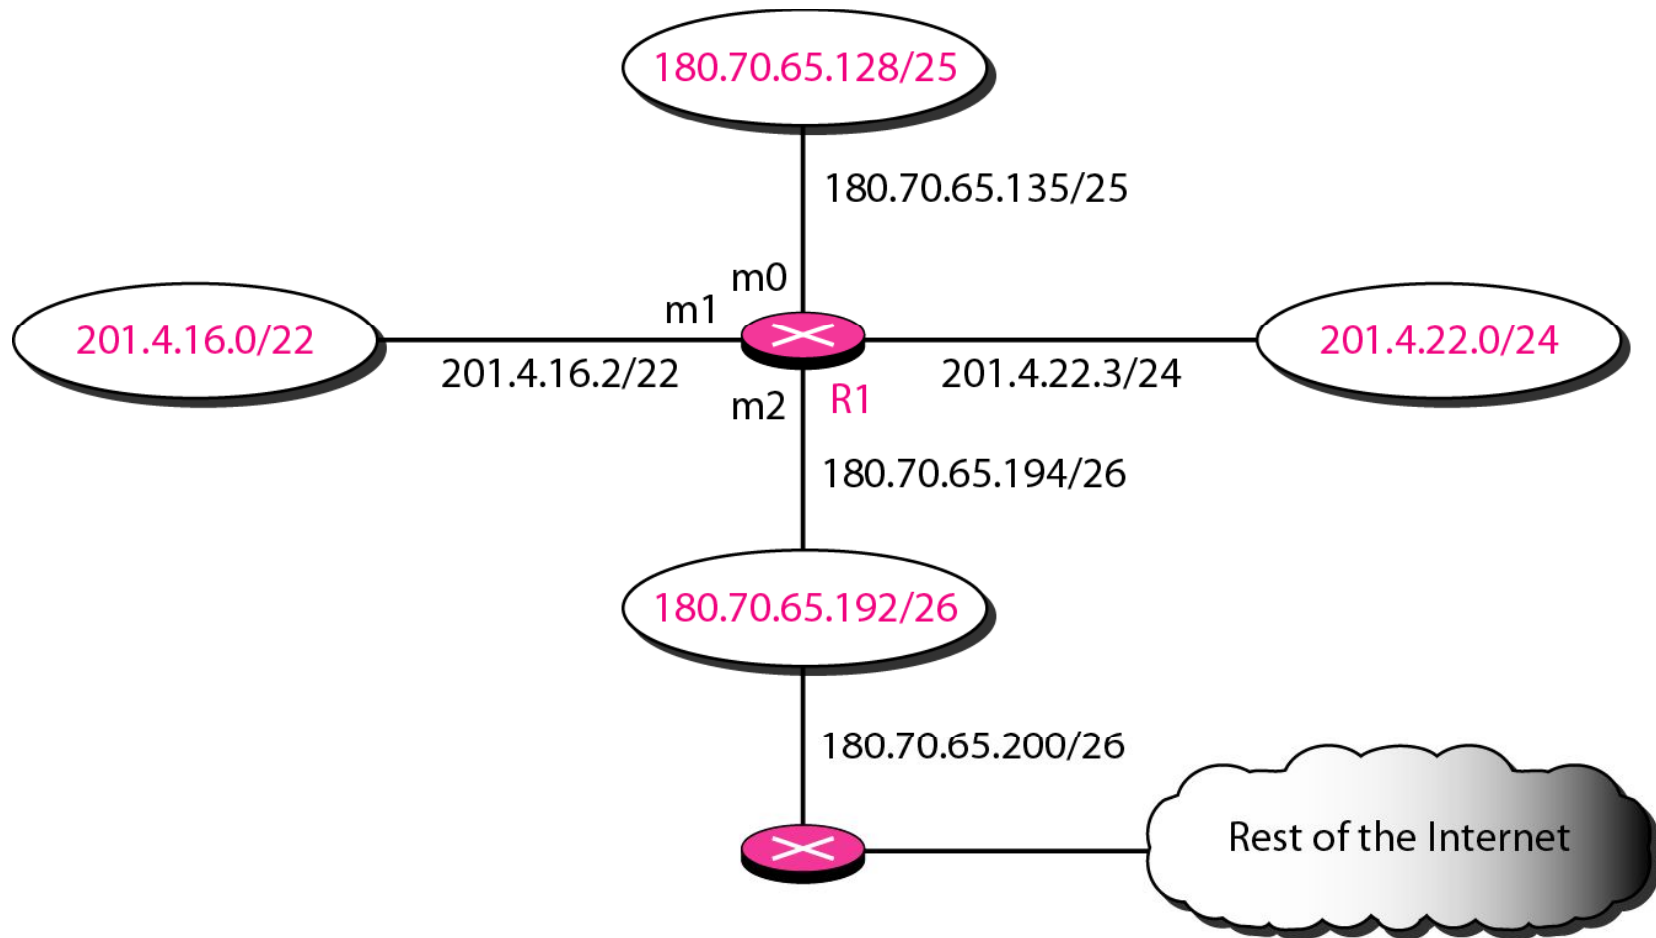 180.70.65.128/25
180.70.65.135/25
m0
m1
201.4.16.0/22
201.4.22.0/24
201.4.16.2/22
201.4.22.3/24
m2
R1
180.70.65.194/26
180.70.65.192/26
180.70.65.200/26
Rest of the Internet